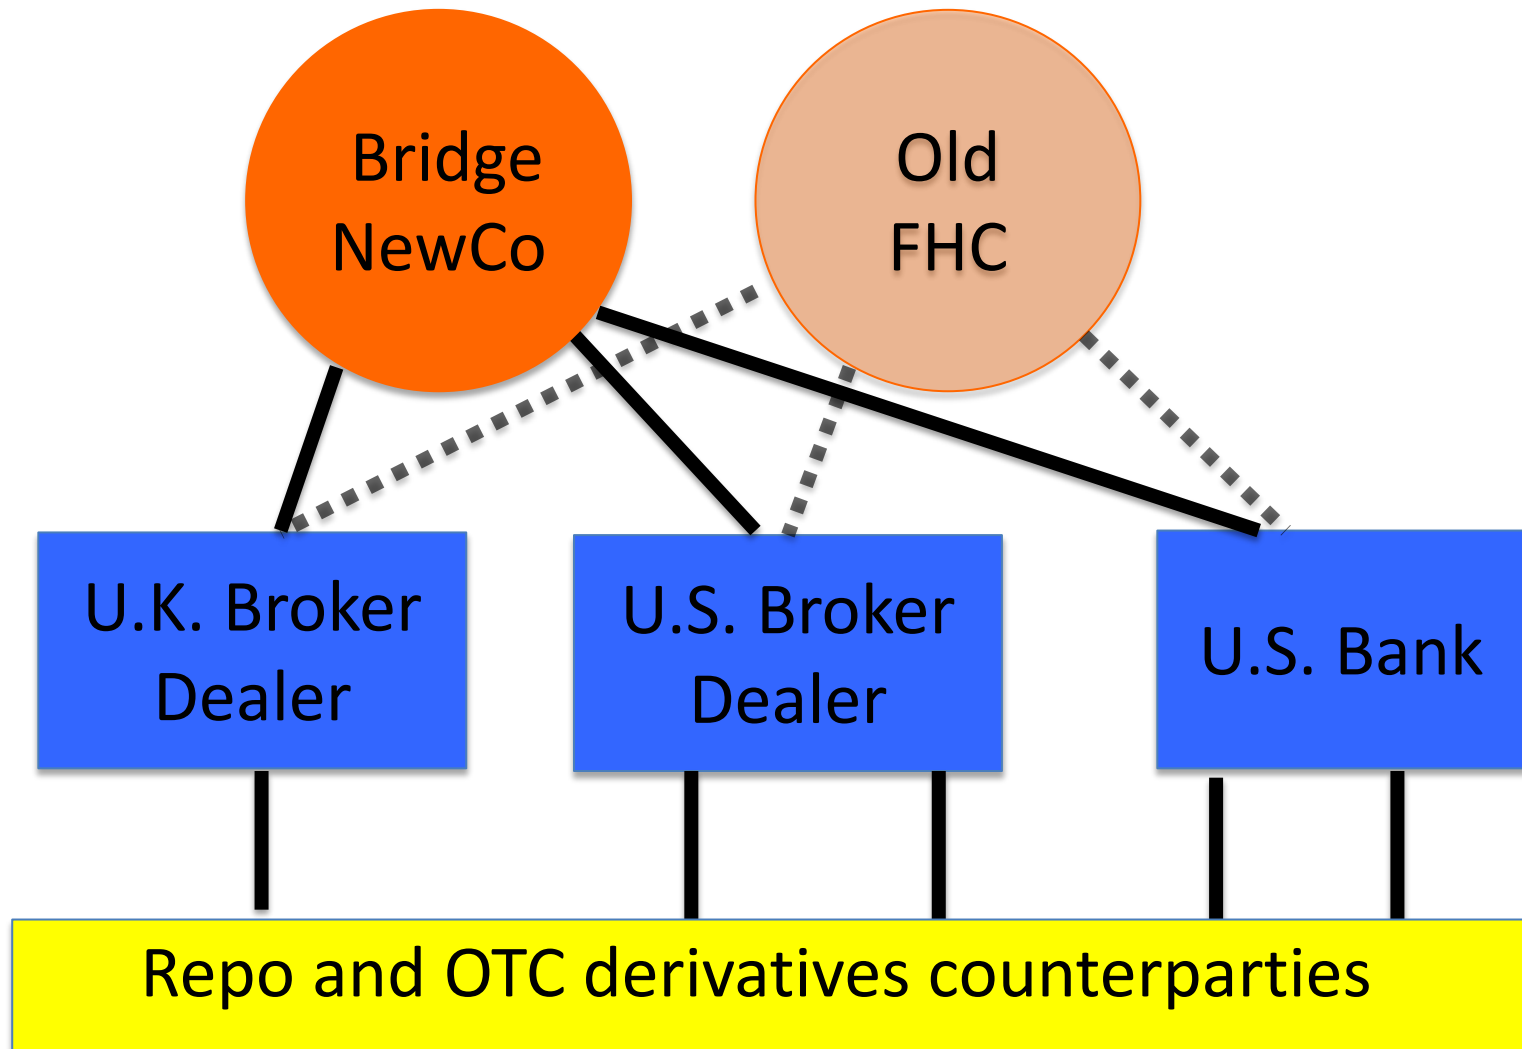 Bridge
NewCo
Old
FHC
U.K. Broker
Dealer
U.S. Broker
Dealer
U.S. Bank
Repo and OTC derivatives counterparties